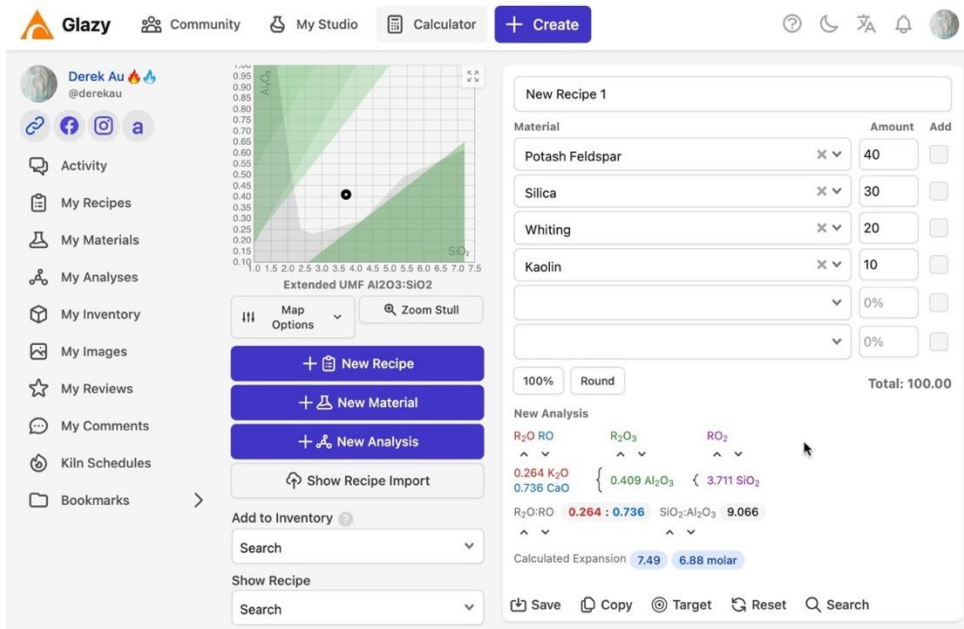 Glazy
Community
My Studio
Calculator
+ Create
Derek Au
@derekau
a
Activity
My Recipes
My Materials
My Analyses
My Inventory
My Images
My Reviews
My Comments
Kiln Schedules
Bookmarks
Al₂O₃
1.00
0.95
0.90
0.85
0.80
0.75
0.70
0.65
0.60
0.55
0.50
0.45
0.40
0.35
0.30
0.25
0.20
0.15
0.10
SiO₂
1.0 1.5 2.0 2.5 3.0 3.5 4.0 4.5 5.0 5.5 6.0 6.5 7.0 7.5
Extended UMF Al2O3:SiO2
Map Options
Zoom Stull
+ New Recipe
+ New Material
+ New Analysis
Show Recipe Import
Add to Inventory ?
Search
Show Recipe
Search
New Recipe 1
Material Amount Add
Potash Feldspar 40
Silica 30
Whiting 20
Kaolin 10
0%
0%
100% Round Total: 100.00
New Analysis
R₂O RO R₂O₃ RO₂
0.264 K₂O
0.736 CaO
{ 0.409 Al₂O₃ { 3.711 SiO₂
R₂O:RO 0.264 : 0.736 SiO₂:Al₂O₃ 9.066
Calculated Expansion 7.49 6.88 molar
Save Copy Target Reset Search